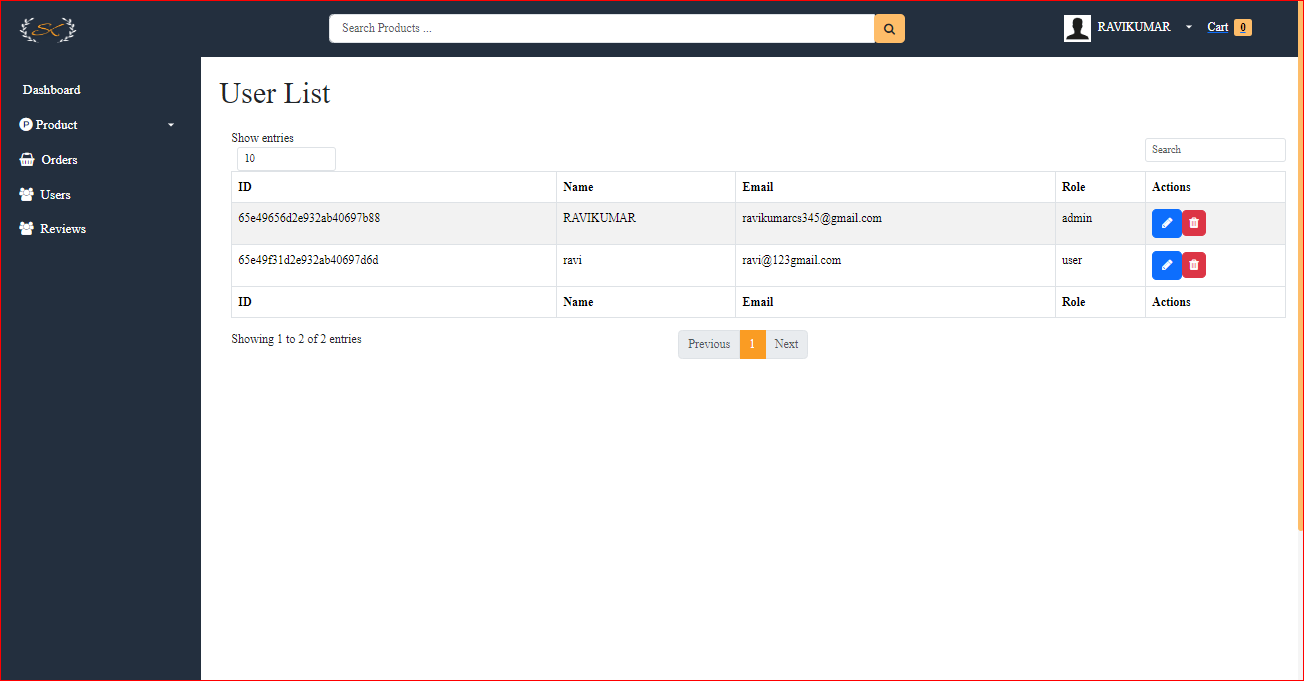 SK
Search Products ...
RAVIKUMAR
Cart 0
Dashboard
P Product
Orders
Users
Reviews
User List
Show entries
10
Search
ID Name Email Role Actions
65e49656d2e932ab40697b88 RAVIKUMAR ravikumarcs345@gmail.com admin
65e49f31d2e932ab40697d6d ravi ravi@123gmail.com user
ID Name Email Role Actions
Showing 1 to 2 of 2 entries
Previous 1 Next